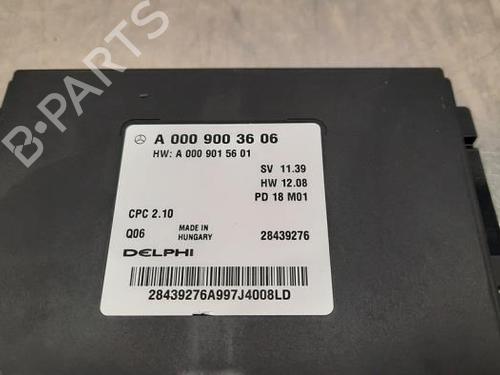 A 000 900 36 06
HW: A 000 901 56 01
SV 11.39
HW 12.08
PD 18 M01
CPC 2.10
Q06
MADE IN
HUNGARY
28439276
DELPHI
28439276A997J4008LD
B-PARTS